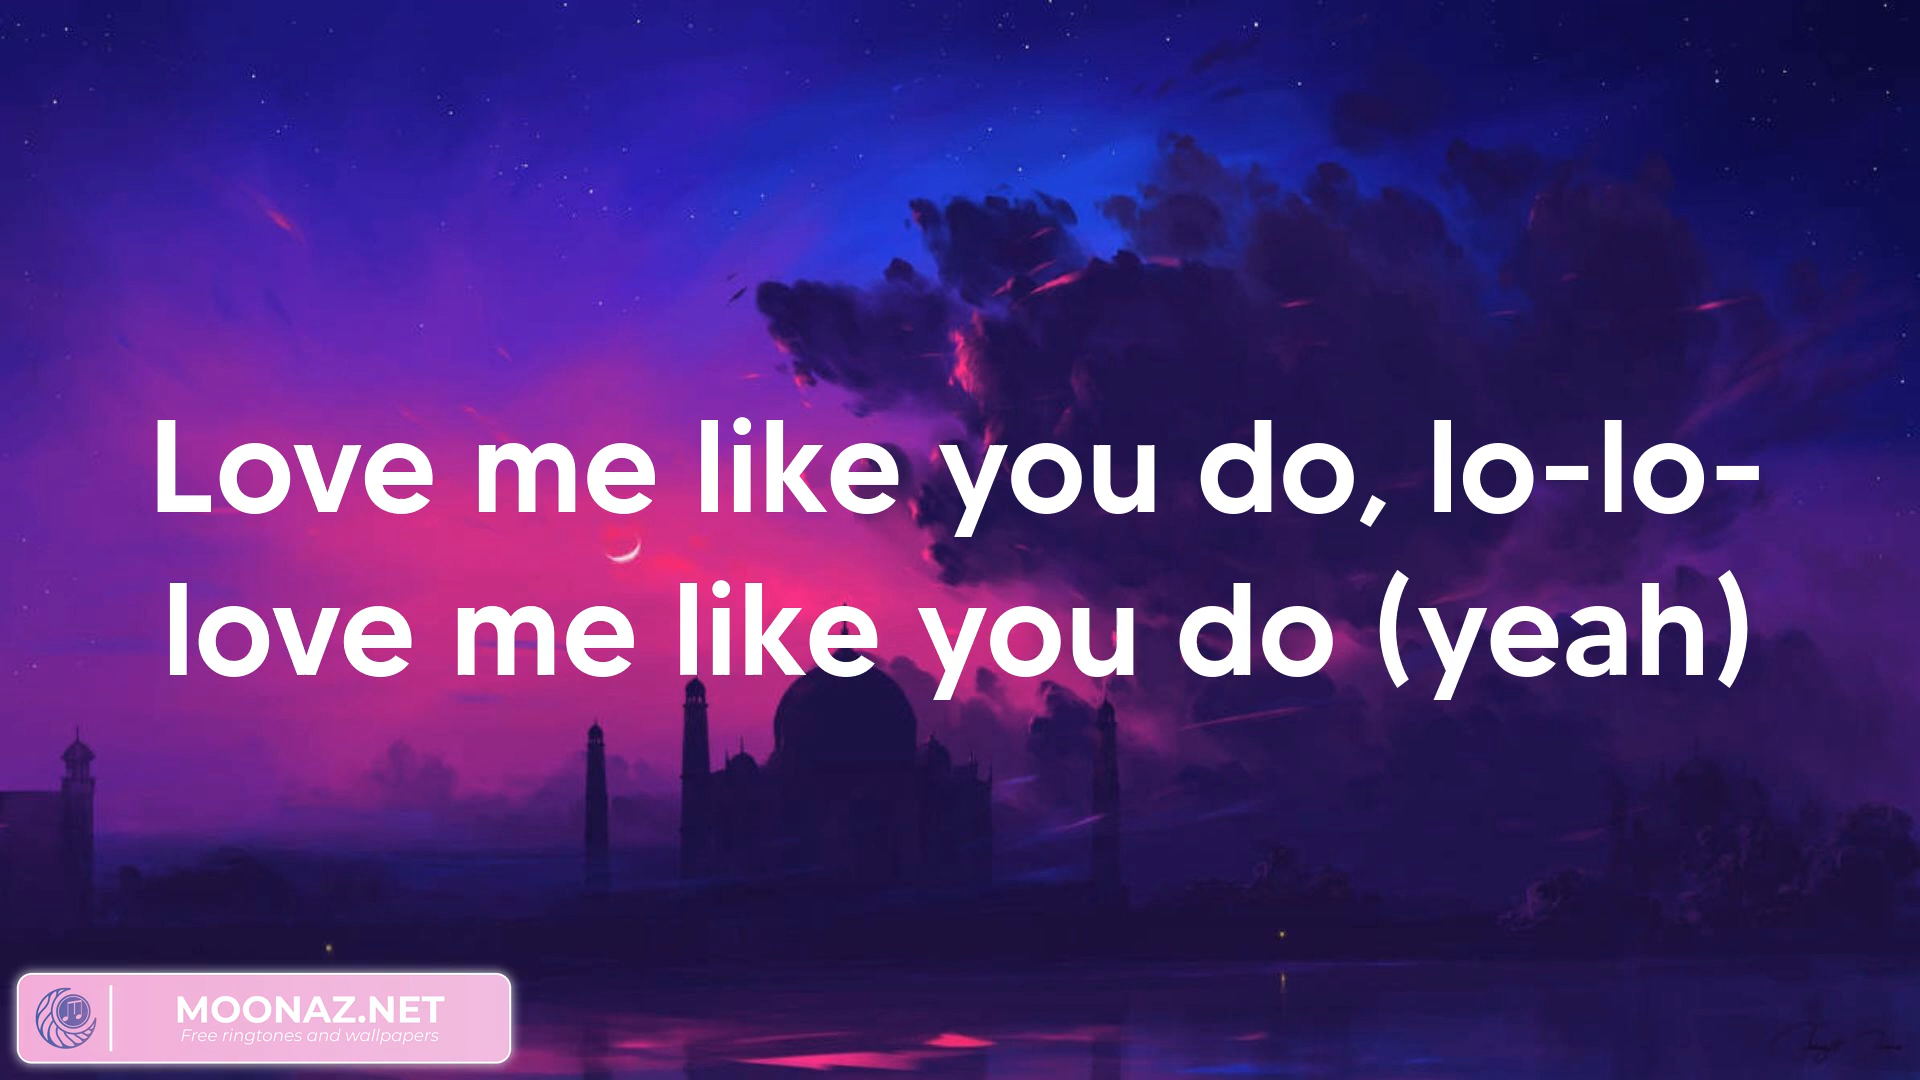 Love me like you do, lo-lo-
love me like you do (yeah)
MOONAZ.NET
Free ringtones and wallpapers